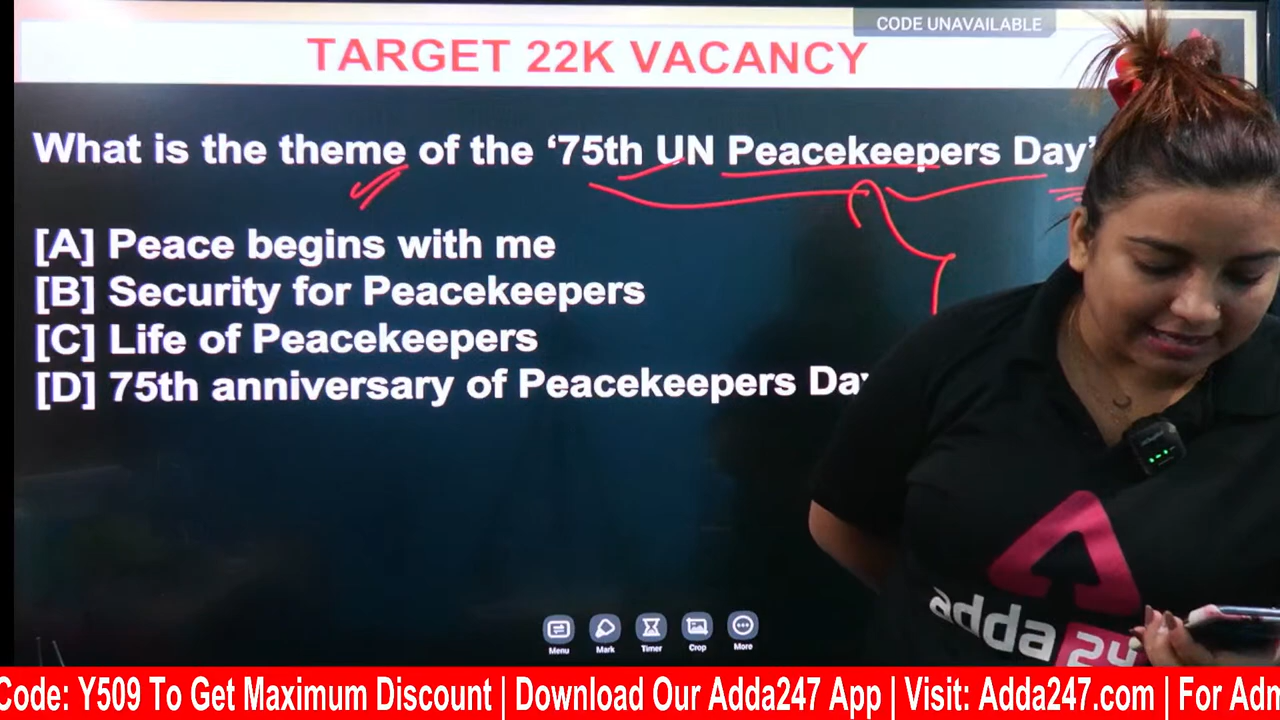 CODE UNAVAILABLE
TARGET 22K VACANCY
What is the theme of the ‘75th UN Peacekeepers Day’
[A] Peace begins with me
[B] Security for Peacekeepers
[C] Life of Peacekeepers
[D] 75th anniversary of Peacekeepers Day
adda24
Menu
Mark
Timer
Crop
More
Code: Y509 To Get Maximum Discount | Download Our Adda247 App | Visit: Adda247.com | For Adm